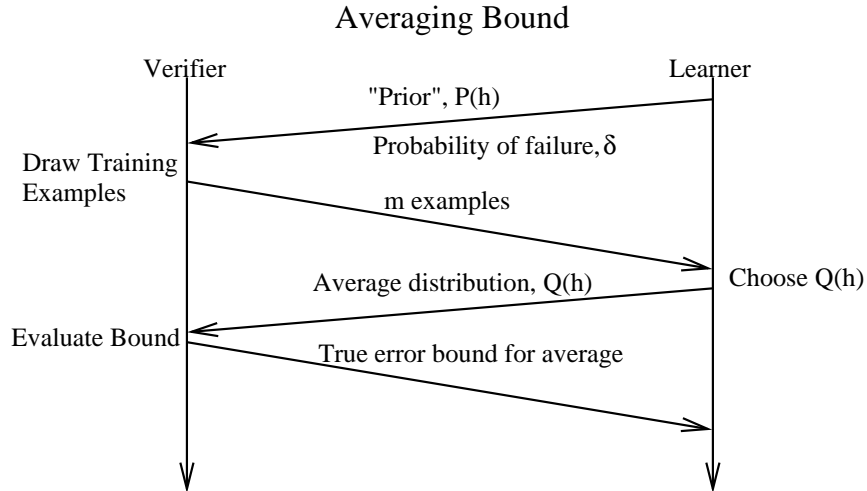 Averaging Bound
Verifier
Learner
"Prior", P(h)
Probability of failure, δ
Draw Training
Examples
m examples
Average distribution, Q(h)
Choose Q(h)
Evaluate Bound
True error bound for average